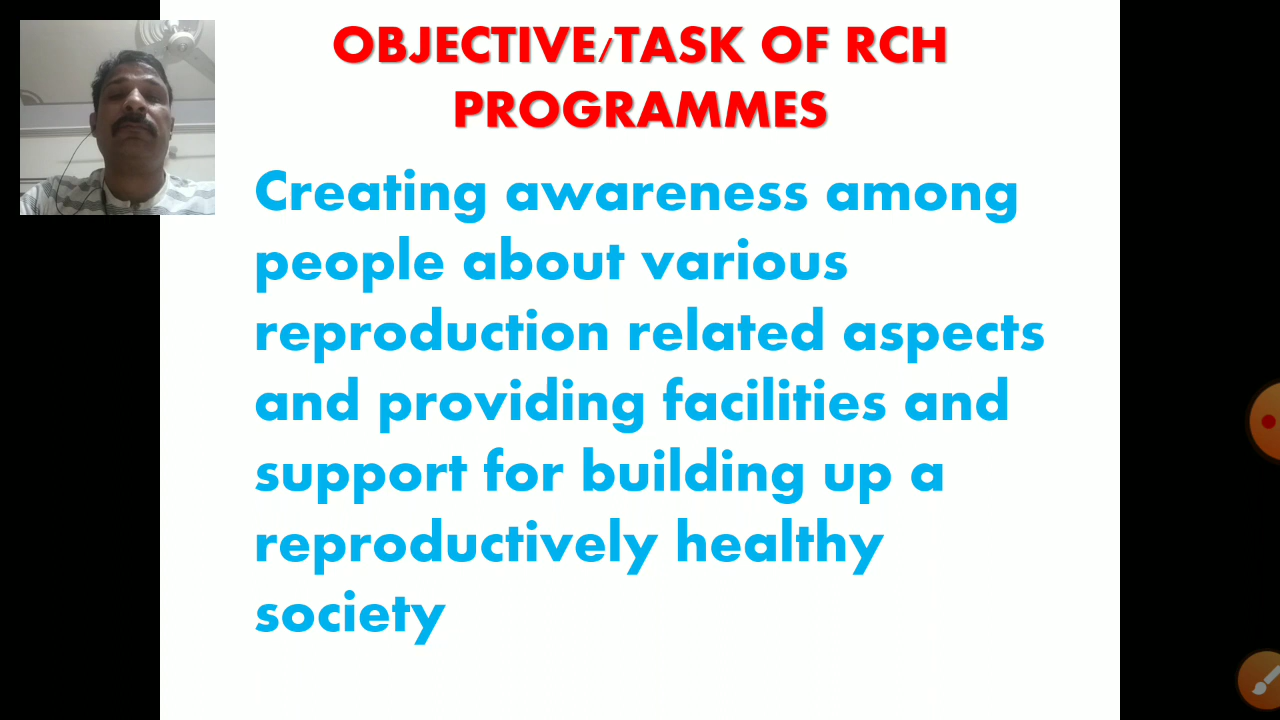 OBJECTIVE/TASK OF RCH
PROGRAMMES
Creating awareness among
people about various
reproduction related aspects
and providing facilities and
support for building up a
reproductively healthy
society